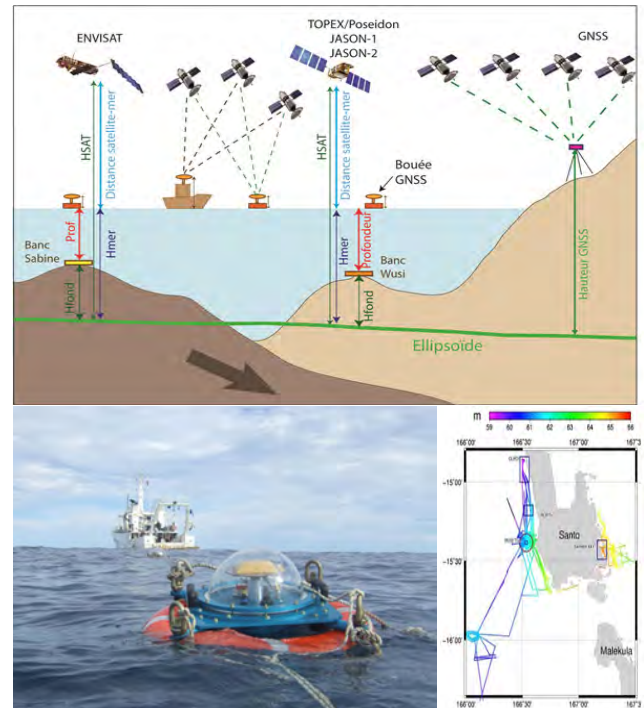 ENVISAT
TOPEX/Poseidon
JASON-1
JASON-2
GNSS
HSAT
Distance satellite-mer
HSAT
Distance satellite-mer
Bouée
GNSS
Prof
Hmer
Hmer
Profondeur
Hauteur GNSS
Banc
Sabine
Banc
Wusi
Hfond
Hfond
Ellipsoïde
m
59 60 61 62 63 64 65 66
166°00' 166°30' 167°00' 167°3
-15°00'
Santo
-15°30'
-16°00'
Malekula